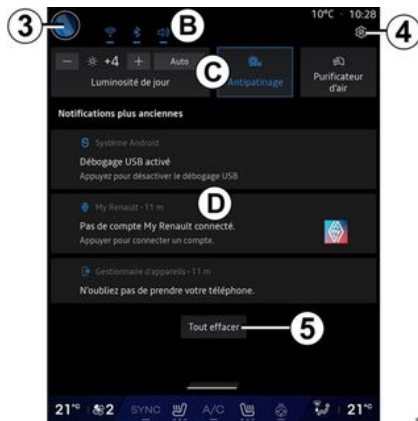 3
B
10°C - 10:28
4
- +4 + Auto
C
Luminosité de jour
Antipatinage
Purificateur
d'air
Notifications plus anciennes
Système Android
Débogage USB activé
Appuyez pour désactiver le débogage USB
My Renault · 11 m
D
Pas de compte My Renault connecté.
Appuyer pour connecter un compte.
Gestionnaire d'appareils · 11 m
N'oubliez pas de prendre votre téléphone.
Tout effacer
5
21°° 2 SYNC A/C 21°°